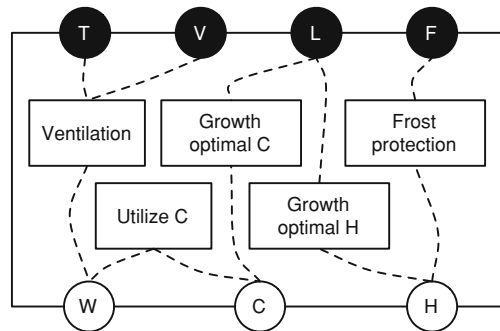 T V L F
Ventilation
Growth
optimal C
Frost
protection
Utilize C
Growth
optimal H
W C H